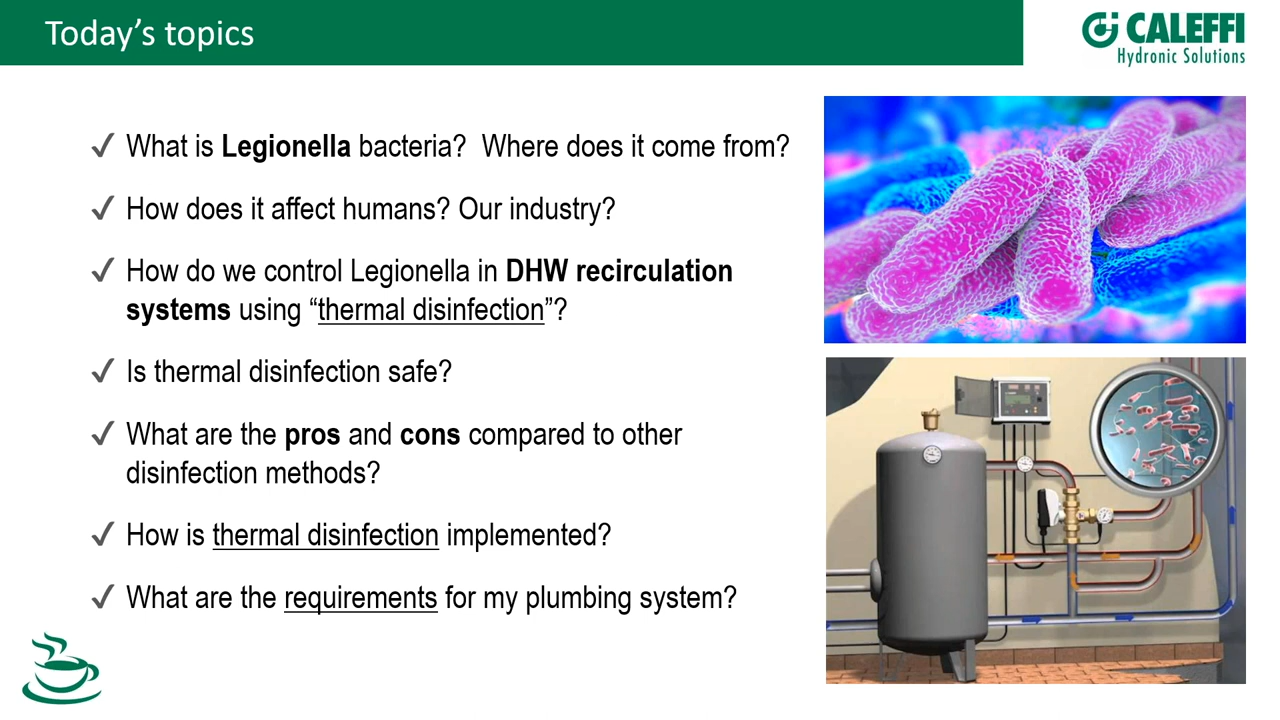 Today's topics
CALEFFI
Hydronic Solutions
✓ What is Legionella bacteria?  Where does it come from?
✓ How does it affect humans? Our industry?
✓ How do we control Legionella in DHW recirculation
systems using “thermal disinfection”?
✓ Is thermal disinfection safe?
✓ What are the pros and cons compared to other
disinfection methods?
✓ How is thermal disinfection implemented?
✓ What are the requirements for my plumbing system?